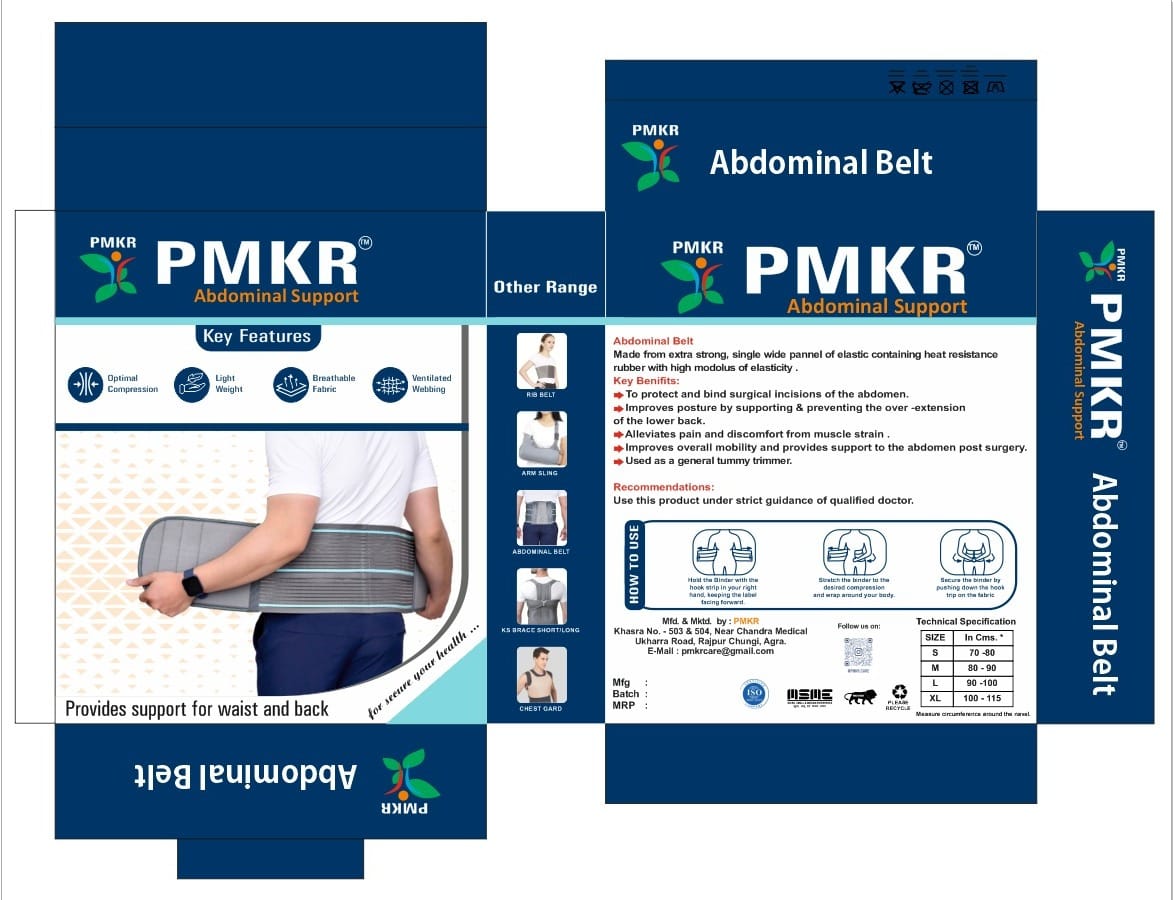 PMKR
Abdominal Belt
PMKR
PMKR TM
Abdominal Support
Key Features
Optimal
Compression
Light
Weight
Breathable
Fabric
Ventilated
Webbing
for secure your health ...
Provides support for waist and back
Abdominal Belt
PMKR
Other Range
RIB BELT
ARM SLING
ABDOMINAL BELT
KS BRACE SHORT/LONG
CHEST GARD
PMKR
PMKR TM
Abdominal Support
Abdominal Belt
Made from extra strong, single wide pannel of elastic containing heat resistance
rubber with high modolus of elasticity .
Key Benifits:
To protect and bind surgical incisions of the abdomen.
Improves posture by supporting & preventing the over -extension
of the lower back.
Alleviates pain and discomfort from muscle strain .
Improves overall mobility and provides support to the abdomen post surgery.
Used as a general tummy trimmer.
Recommendations:
Use this product under strict guidance of qualified doctor.
HOW TO USE
Hold the Binder with the
hook strip in your right
hand, keeping the label
facing forward.
Stretch the binder to the
desired compression
and wrap around your body.
Secure the binder by
pushing down the hook
trip on the fabric
Mfd. & Mktd. by : PMKR
Khasra No. - 503 & 504, Near Chandra Medical
Ukharra Road, Rajpur Chungi, Agra.
E-Mail : pmkrcare@gmail.com
Follow us on:
Mfg :
Batch :
MRP :
ISO
MSME
PLEASE
RECYCLE
Technical Specification
SIZE In Cms. *
S 70 -80
M 80 - 90
L 90 -100
XL 100 - 115
Measure circumference around the navel.
PMKR
PMKR TM
Abdominal Support
Abdominal Belt